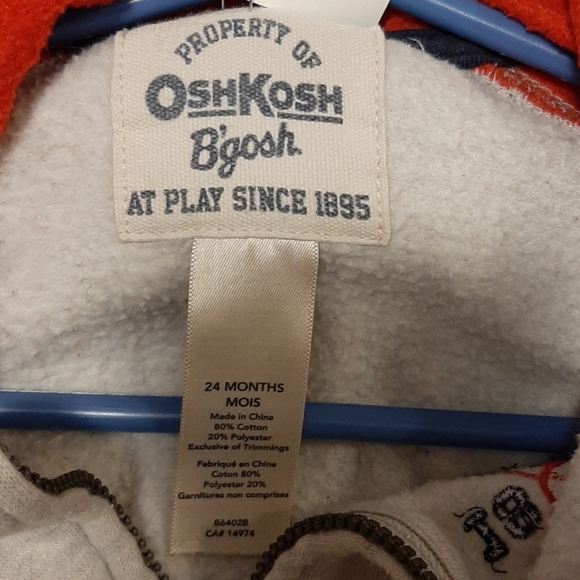 PROPERTY OF
OSHKOSH
B'gosh.
AT PLAY SINCE 1895
24 MONTHS
MOIS
Made in China
80% Cotton
20% Polyester
Exclusive of Trimmings
Fabriqué en Chine
Coton 80%
Polyester 20%
Garnitures non comprises
B6402B
CA# 14974